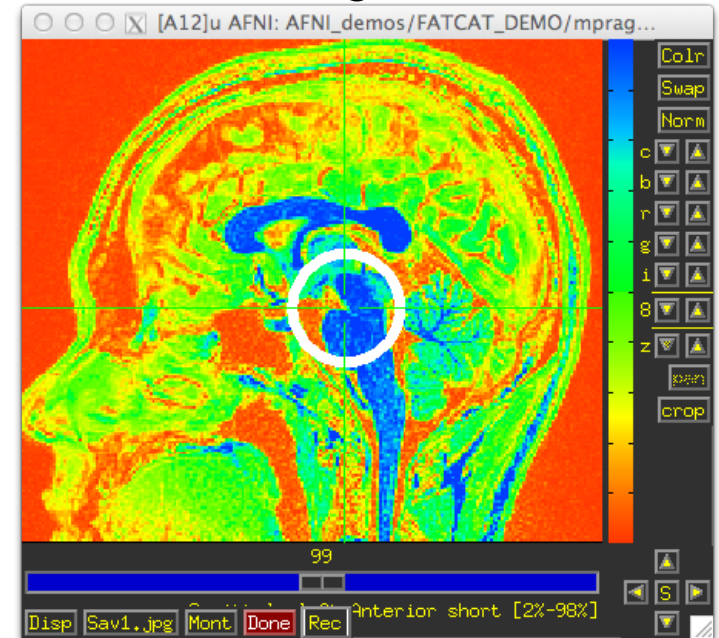 [A12]u AFNI: AFNI_demos/FATCAT_DEMO/mprag...
Colr
Swap
Norm
c
b
r
g
i
8
z
pan
crop
99
Anterior short [2%-98%]
S
Disp Sav1.jpg Mont Done Rec